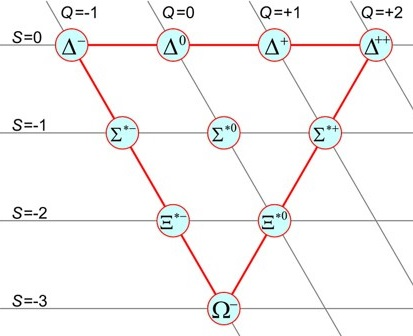 Q=-1 Q=0 Q=+1 Q=+2
S=0 Δ⁻ Δ⁰ Δ⁺ Δ⁺⁺
S=-1 Σ*⁻ Σ*⁰ Σ*⁺
S=-2 Ξ*⁻ Ξ*⁰
S=-3 Ω⁻